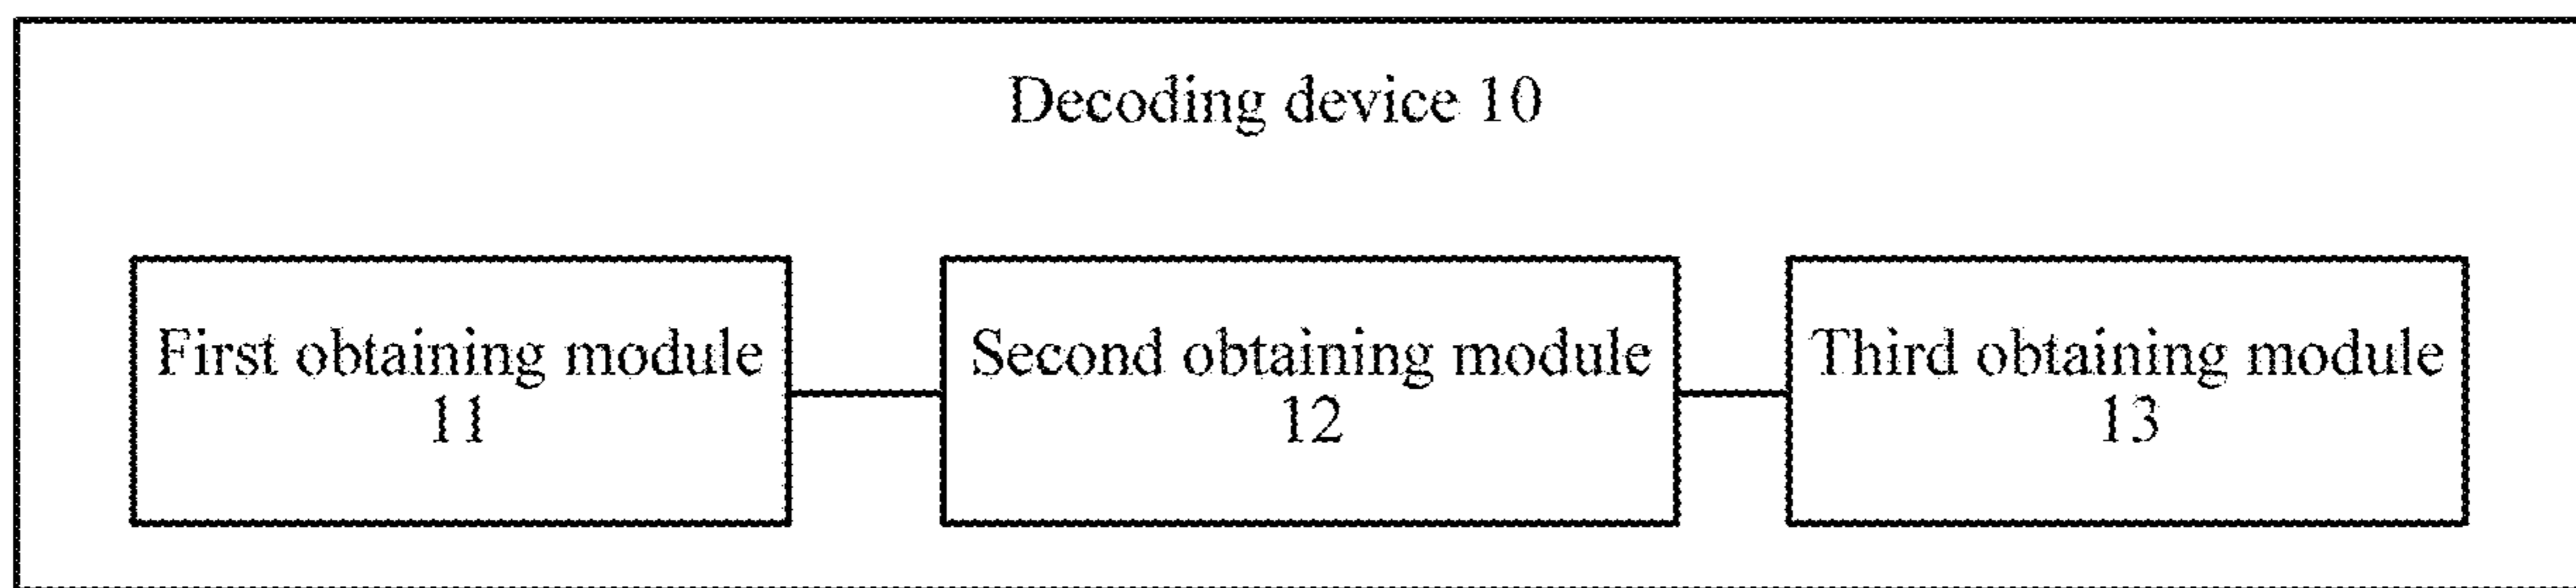 Decoding device 10
First obtaining module
11
Second obtaining module
12
Third obtaining module
13